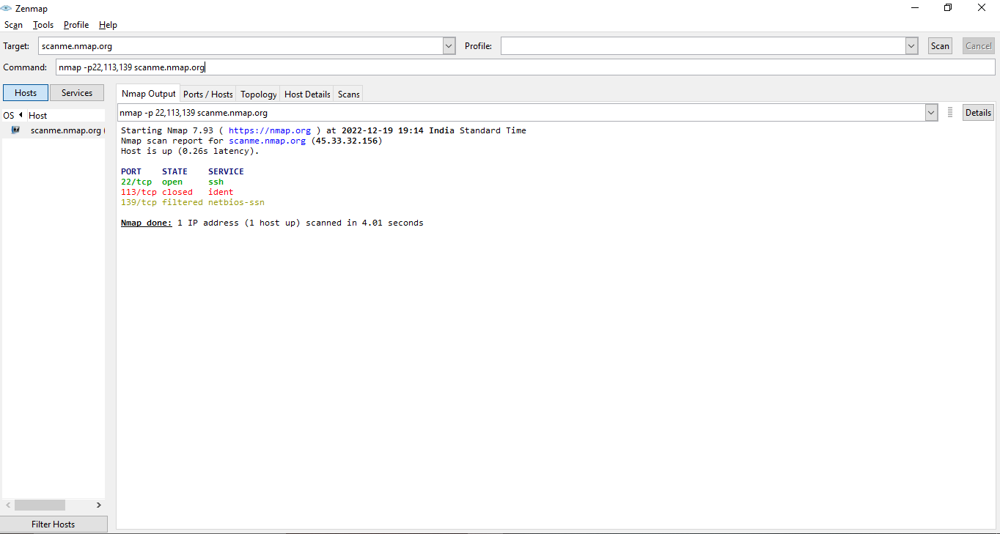 Zenmap
Scan Tools Profile Help
Target: scanme.nmap.org Profile: Scan Cancel
Command: nmap -p22,113,139 scanme.nmap.org
Hosts Services Nmap Output Ports / Hosts Topology Host Details Scans
nmap -p 22,113,139 scanme.nmap.org Details
OS Host
scanme.nmap.org (
Starting Nmap 7.93 ( https://nmap.org ) at 2022-12-19 19:14 India Standard Time
Nmap scan report for scanme.nmap.org (45.33.32.156)
Host is up (0.26s latency).
PORT STATE SERVICE
22/tcp open ssh
113/tcp closed ident
139/tcp filtered netbios-ssn
Nmap done: 1 IP address (1 host up) scanned in 4.01 seconds
Filter Hosts